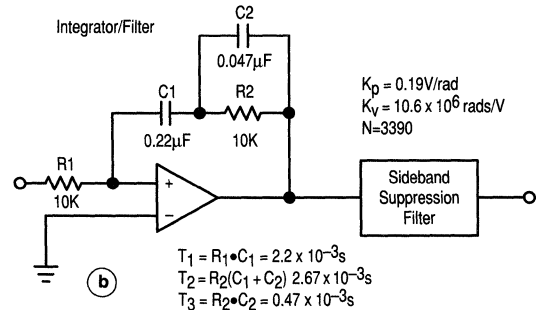 Integrator/Filter
C2
0.047µF
C1
R2
0.22µF
10K
Kp = 0.19V/rad
Kv = 10.6 x 10⁶ rads/V
N=3390
R1
10K
+
−
Sideband
Suppression
Filter
T₁ = R₁•C₁ = 2.2 x 10⁻³s
T₂ = R₂(C₁ + C₂) 2.67 x 10⁻³s
T₃ = R₂•C₂ = 0.47 x 10⁻³s
b